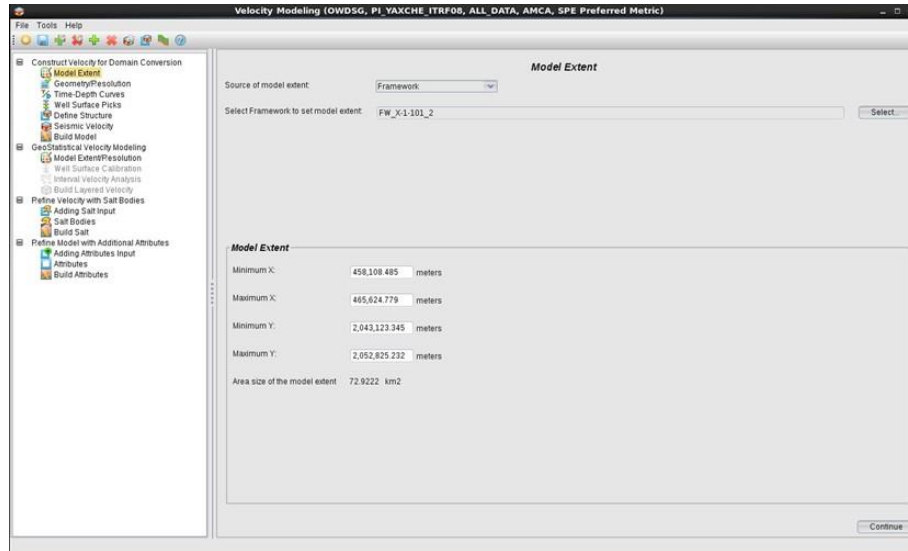 Velocity Modeling (OWDSG, PI_YAXCHE_ITRF08, ALL_DATA, AMCA, SPE Preferred Metric)
File Tools Help
Construct Velocity for Domain Conversion
Model Extent
Geometry/Resolution
Time-Depth Curves
Well Surface Picks
Define Structure
Seismic Velocity
Build Model
GeoStatistical Velocity Modeling
Model Extent/Resolution
Well Surface Calibration
Interval Velocity Analysis
Build Layered Velocity
Refine Velocity with Salt Bodies
Adding Salt Input
Salt Bodies
Build Salt
Refine Model with Additional Attributes
Adding Attributes Input
Attributes
Build Attributes
Model Extent
Source of model extent: Framework
Select Framework to set model extent: FW_X-1-101_2 Select...
Model Extent
Minimum X: 458,108.485 meters
Maximum X: 465,624.779 meters
Minimum Y: 2,043,123.345 meters
Maximum Y: 2,052,825.232 meters
Area size of the model extent 72.9222 km2
Continue